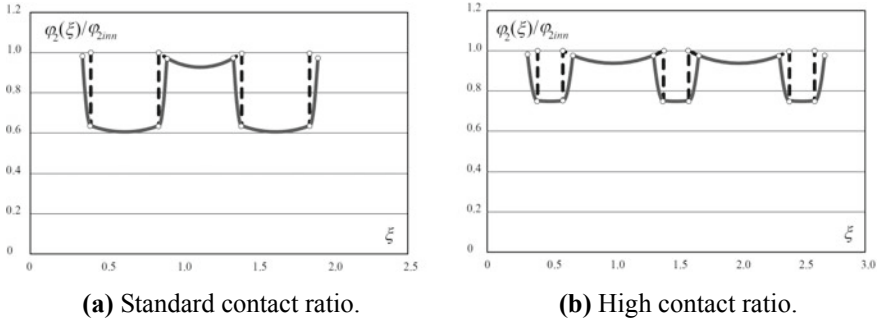 1.2
φ₂(ξ)/φ₂ᵢₙₙ
1.0
0.8
0.6
0.4
0.2
ξ
0
0 0.5 1.0 1.5 2.0 2.5
(a) Standard contact ratio.
1.2
φ₂(ξ)/φ₂ᵢₙₙ
1.0
0.8
0.6
0.4
0.2
ξ
0
0 0.5 1.0 1.5 2.0 2.5 3.0
(b) High contact ratio.